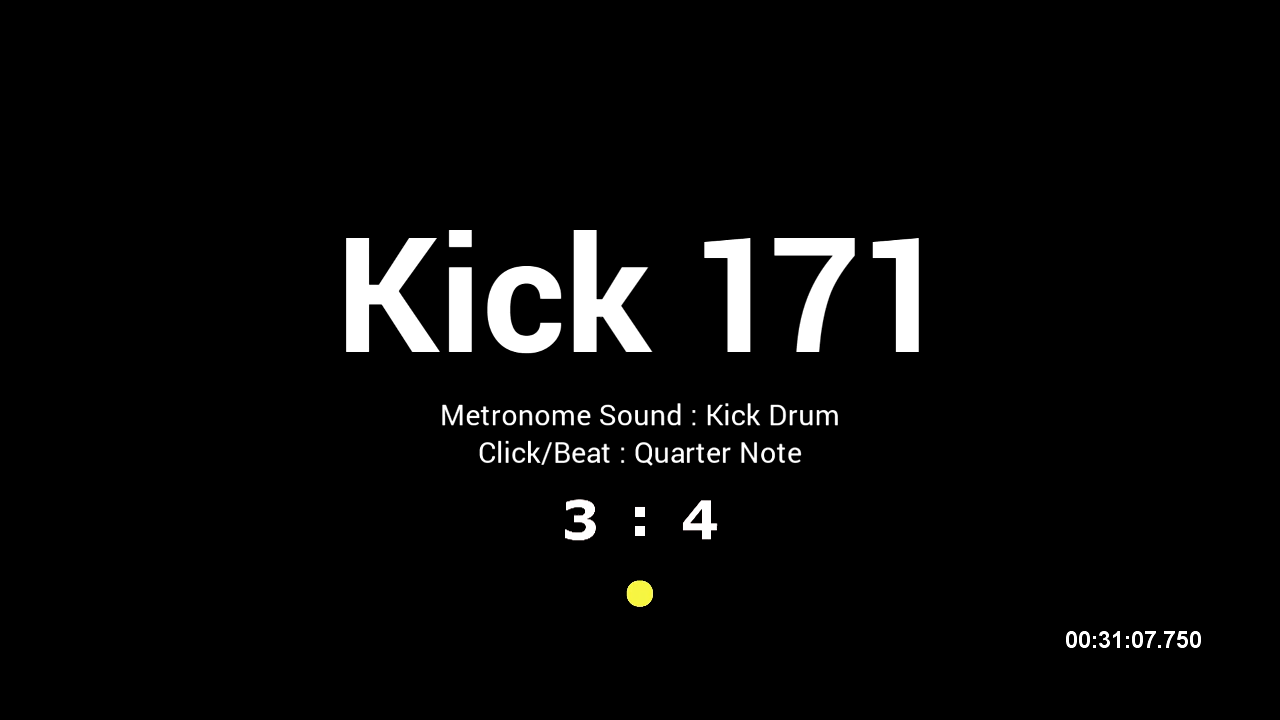 Kick 171
Metronome Sound : Kick Drum
Click/Beat : Quarter Note
3 : 4
00:31:07.750